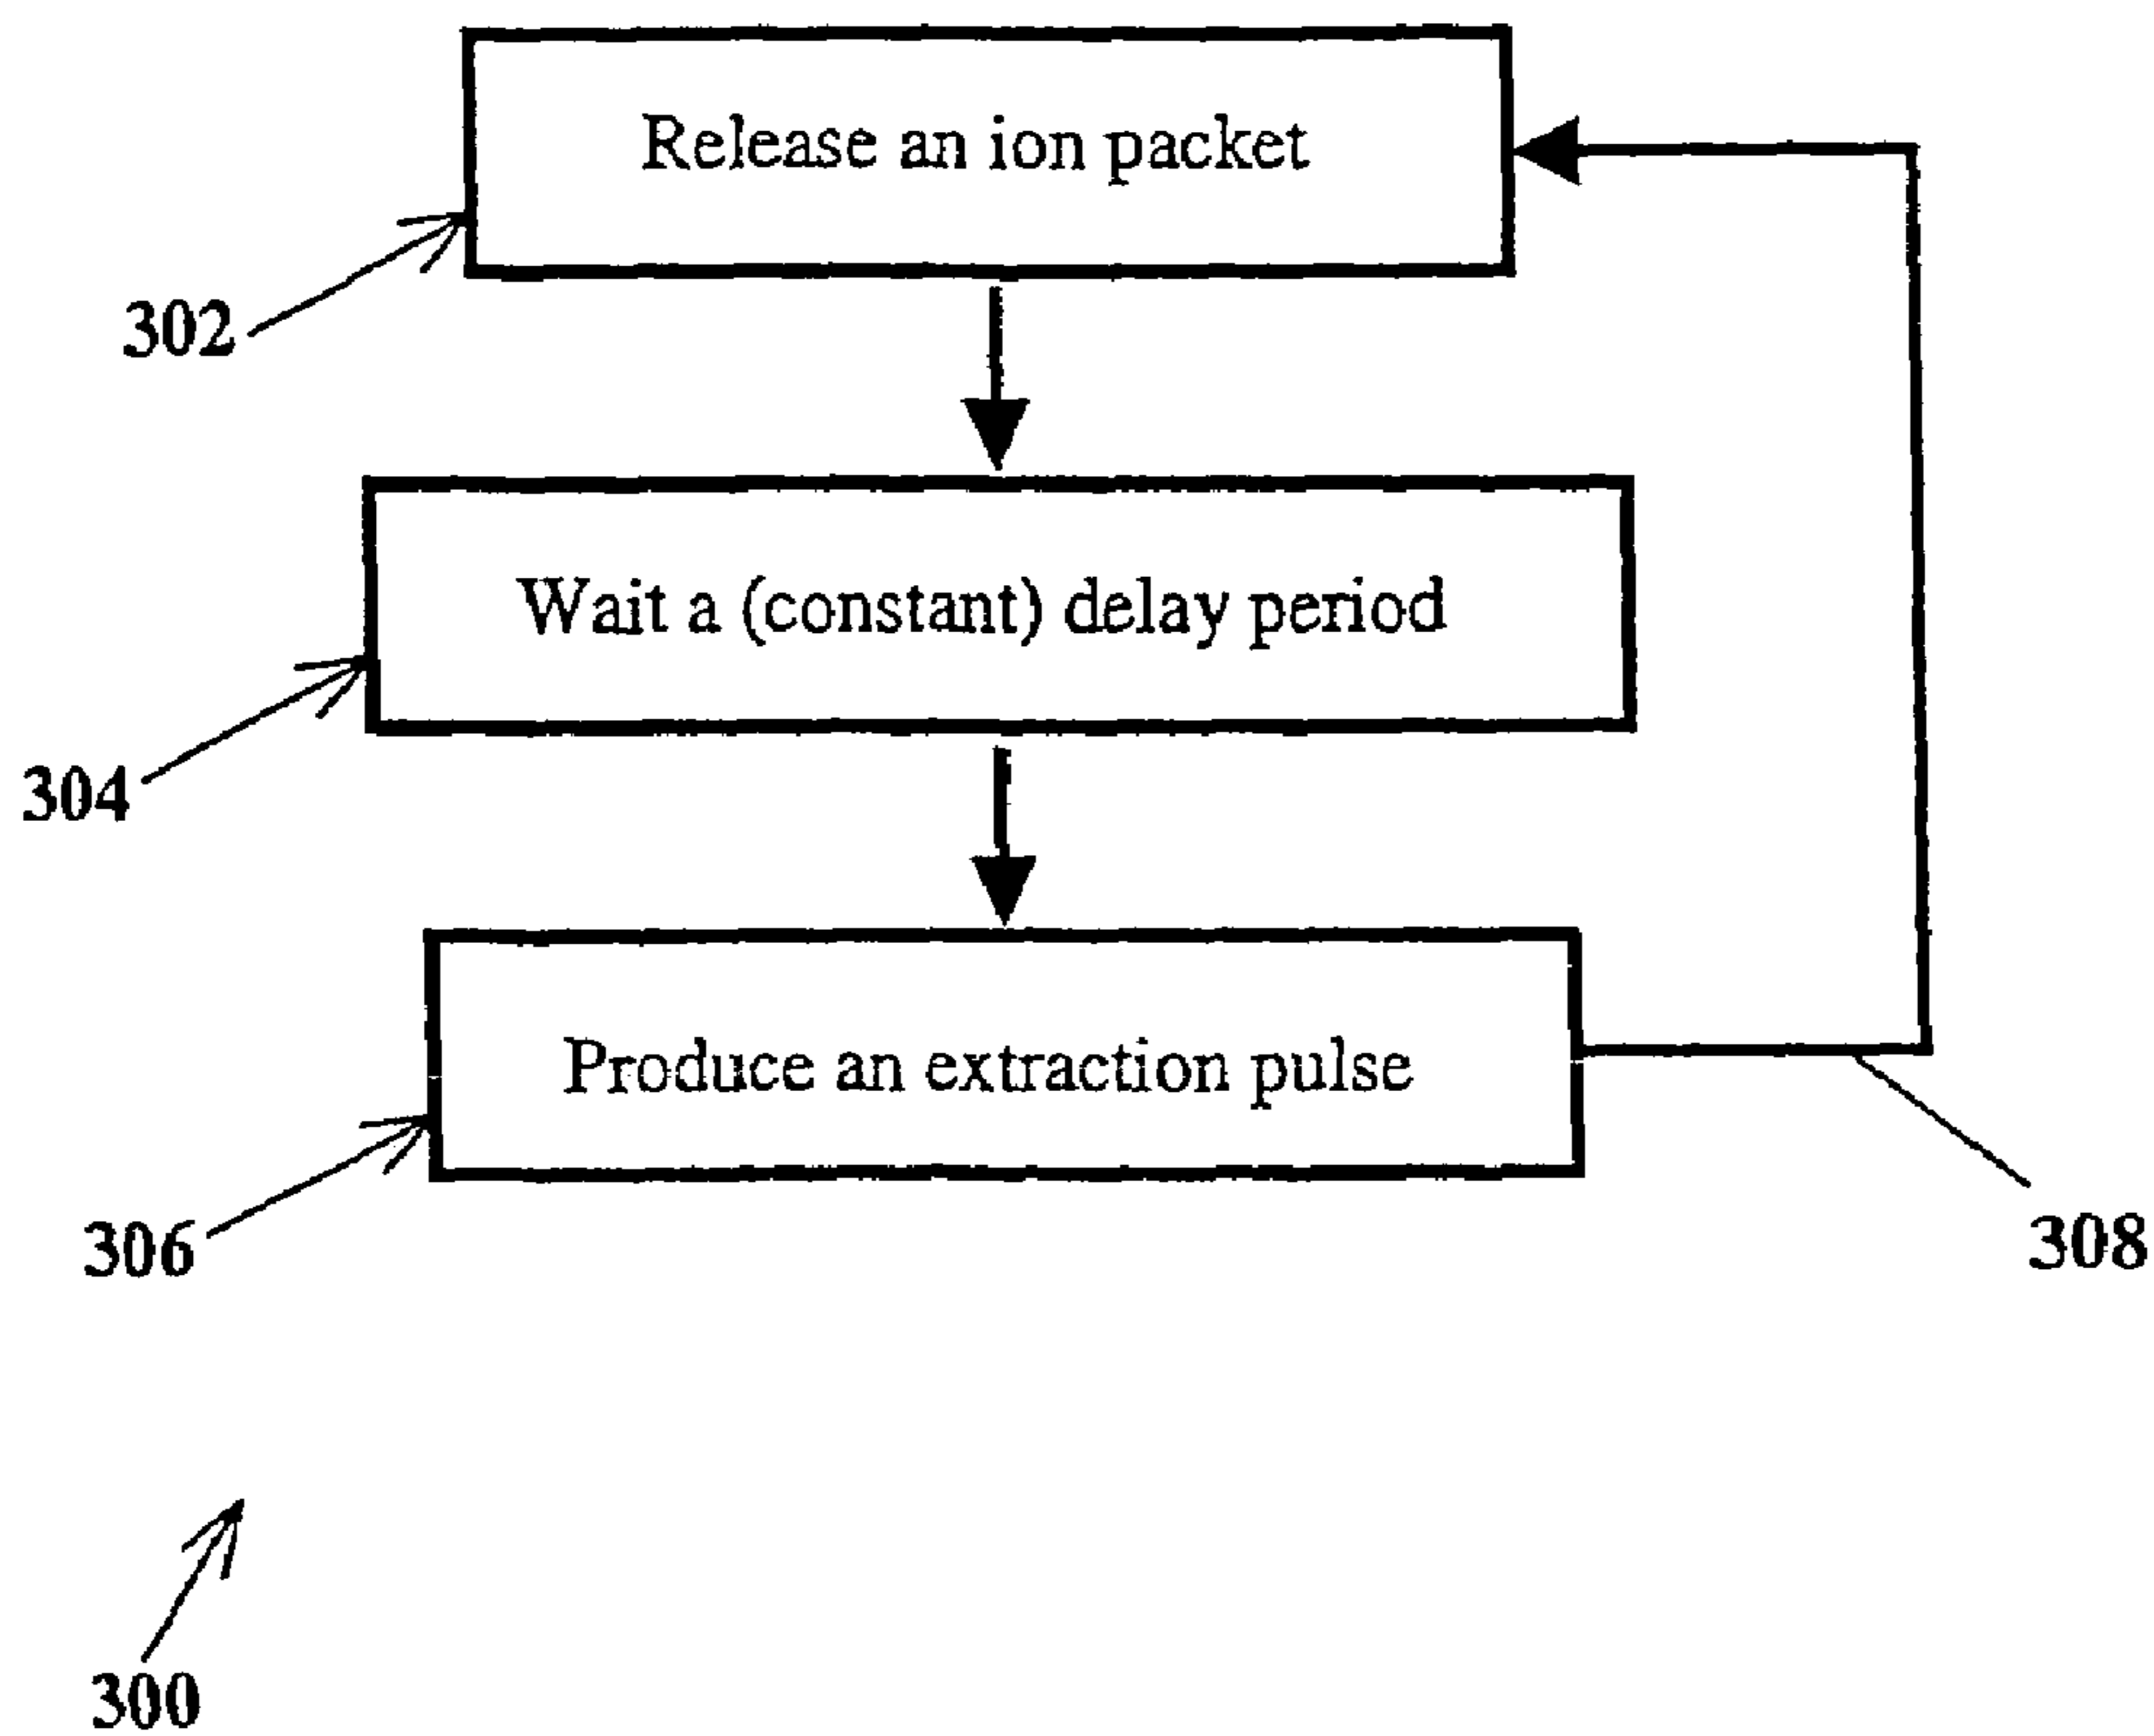 Release an ion packet
302
Wait a (constant) delay period
304
Produce an extraction pulse
306
308
300